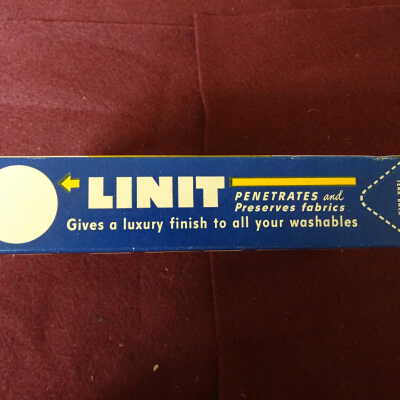 LINIT
PENETRATES and
Preserves fabrics
Gives a luxury finish to all your washables